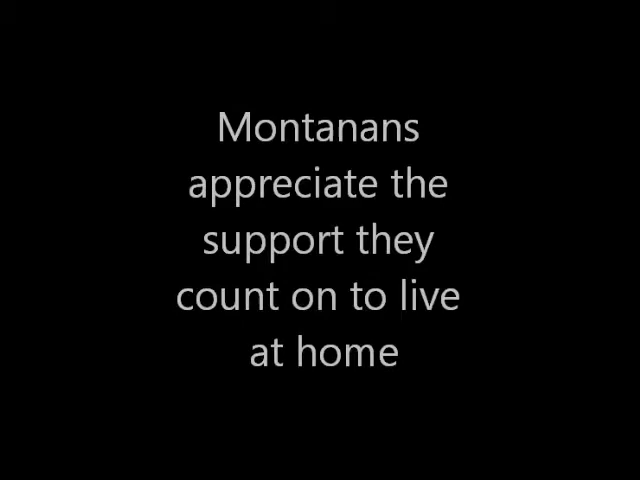 Montanans
appreciate the
support they
count on to live
at home